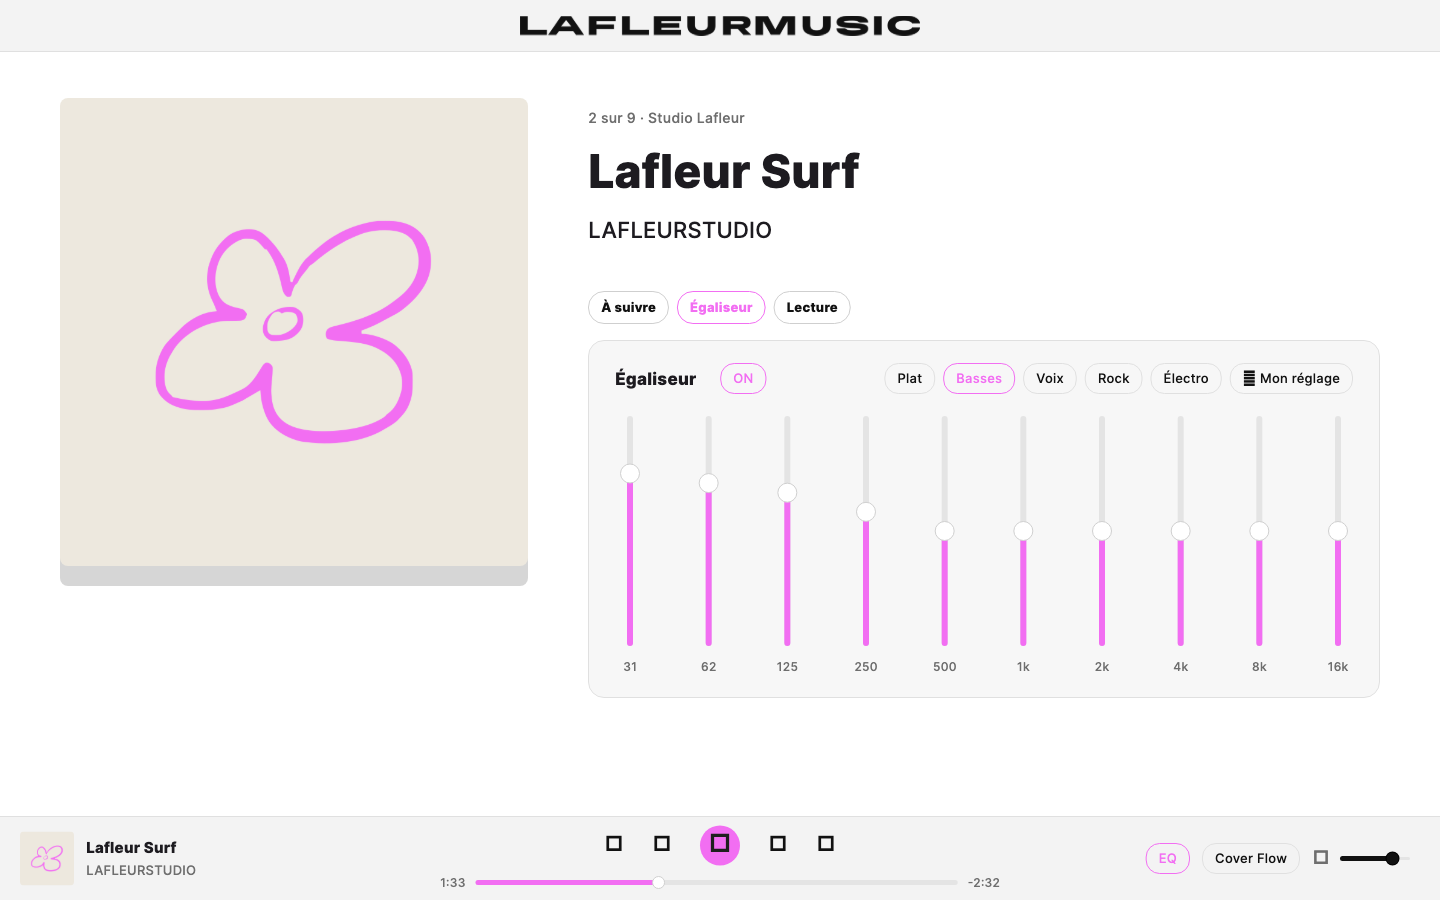 LAFLEURMUSIC
2 sur 9 · Studio Lafleur
Lafleur Surf
LAFLEURSTUDIO
À suivre Égaliseur Lecture
Égaliseur ON Plat Basses Voix Rock Électro Mon réglage
31 62 125 250 500 1k 2k 4k 8k 16k
Lafleur Surf
LAFLEURSTUDIO
1:33 -2:32
EQ Cover Flow